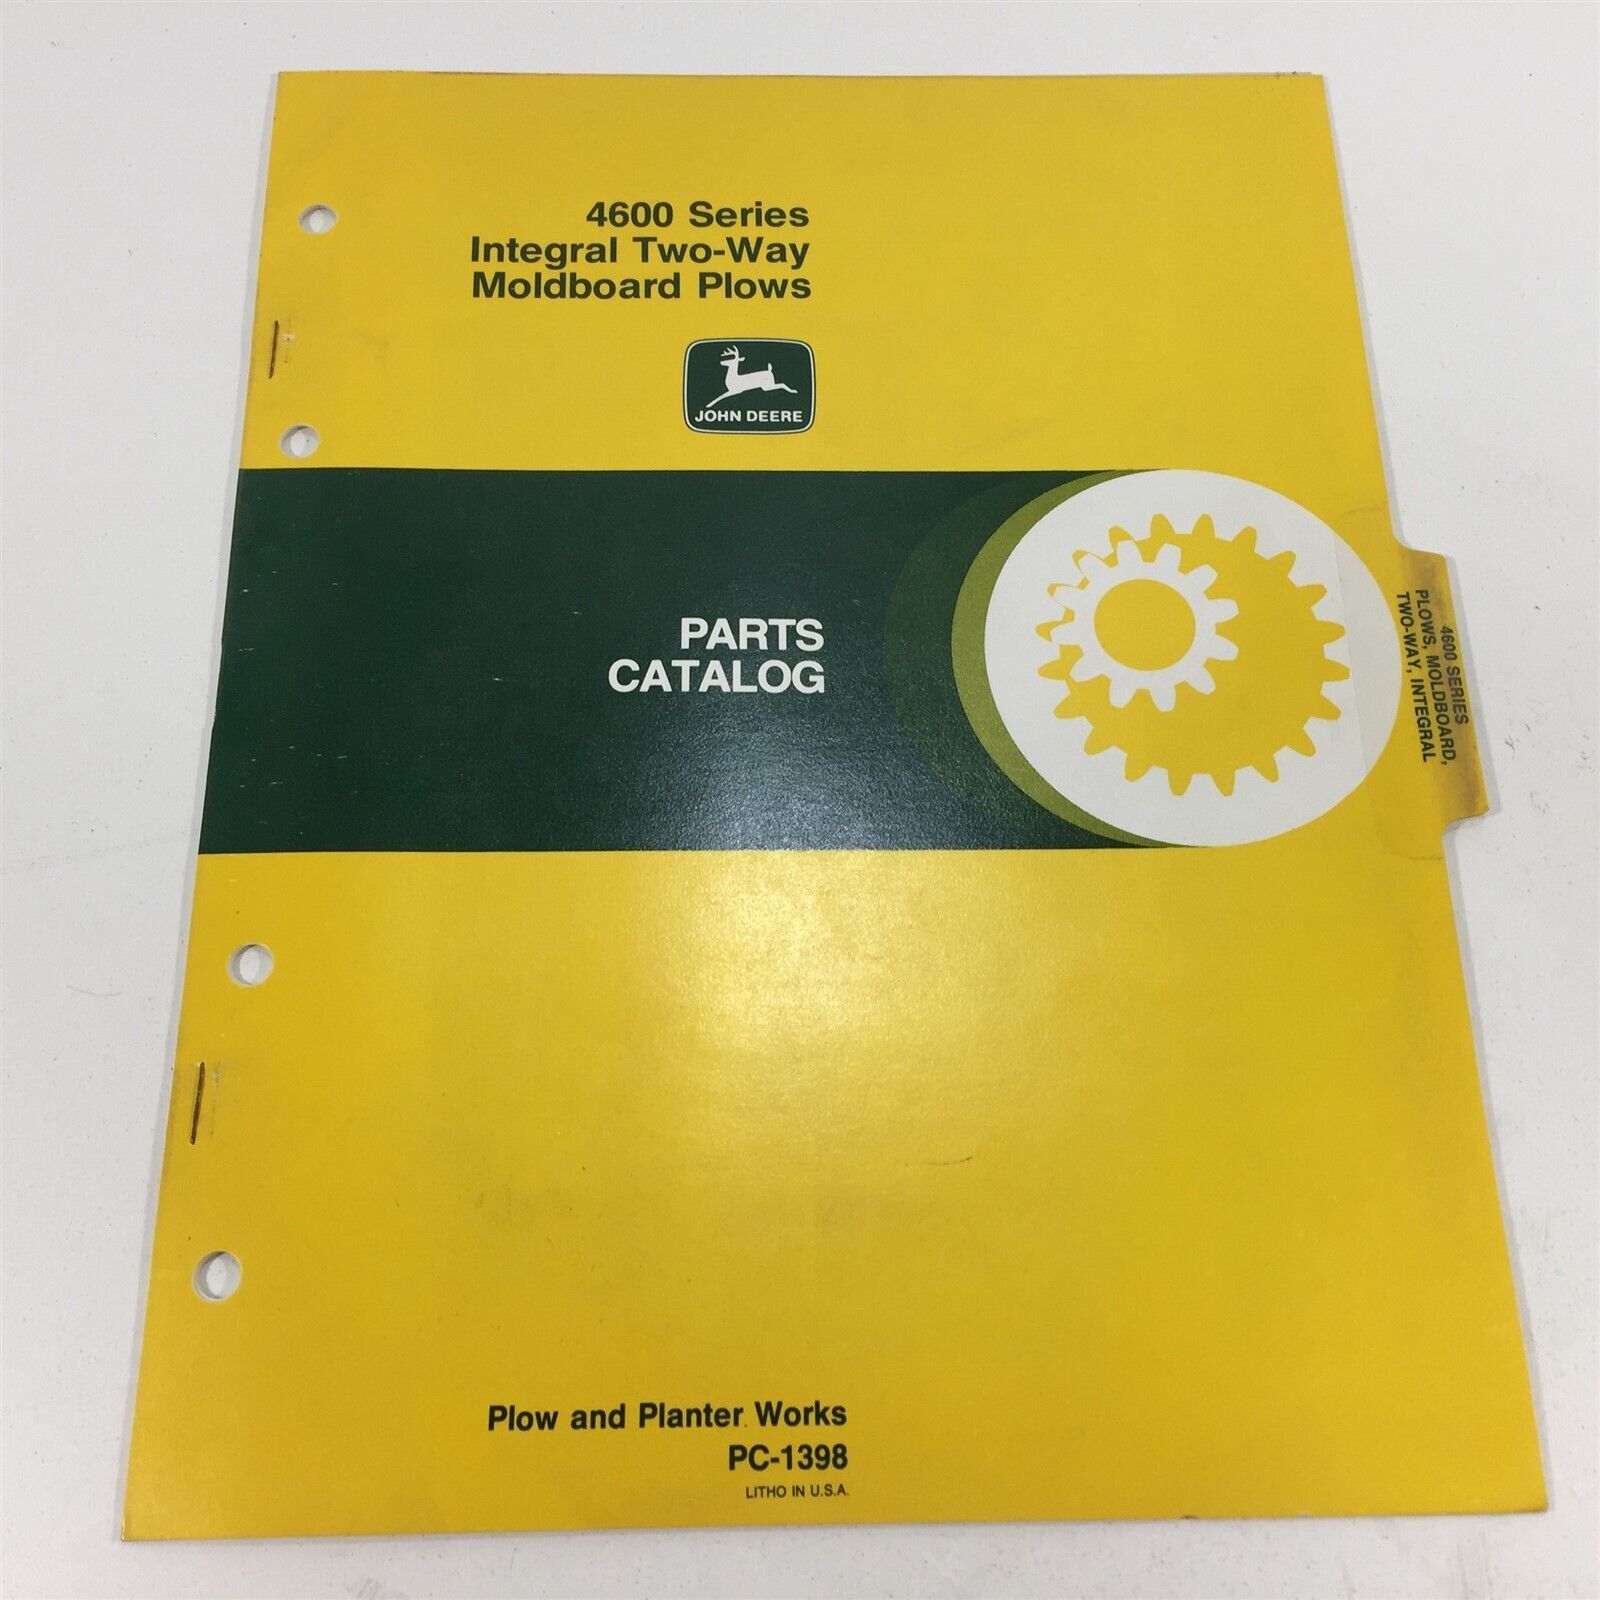 4600 Series
Integral Two-Way
Moldboard Plows
JOHN DEERE
PARTS
CATALOG
4600 SERIES
PLOWS, MOLDBOARD,
TWO-WAY, INTEGRAL
Plow and Planter Works
PC-1398
LITHO IN U.S.A.